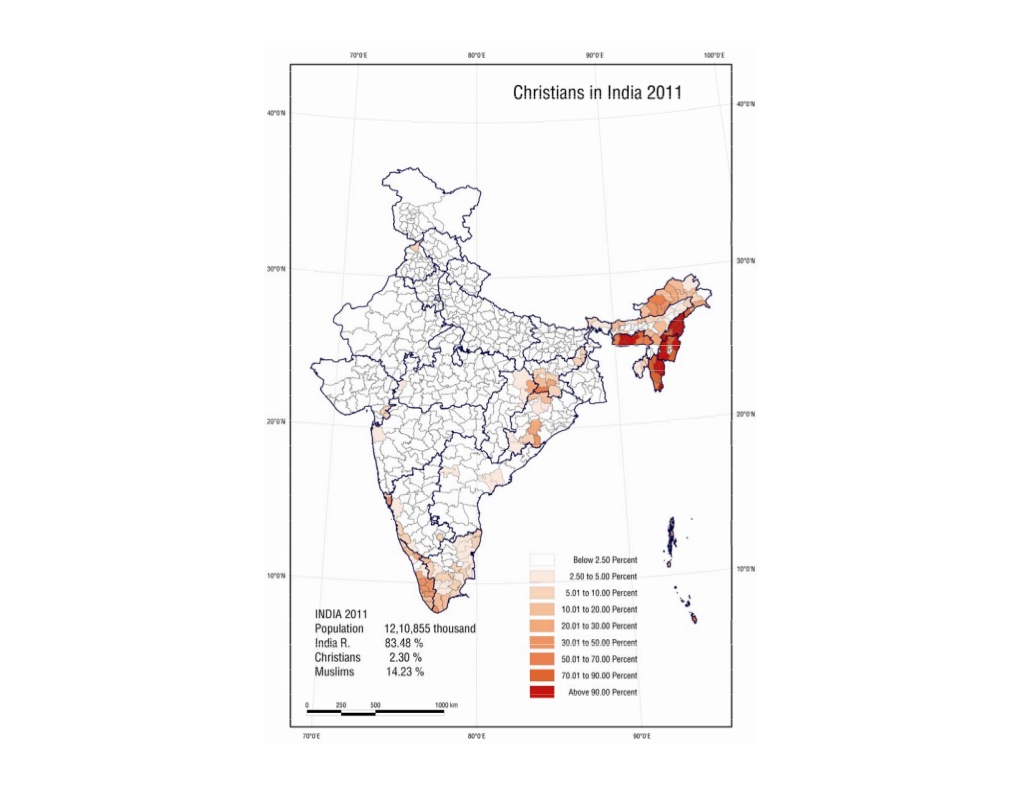 70°0'E 80°0'E 90°0'E 100°0'E
Christians in India 2011
40°0'N 40°0'N
30°0'N 30°0'N
20°0'N 20°0'N
10°0'N 10°0'N
Below 2.50 Percent
2.50 to 5.00 Percent
5.01 to 10.00 Percent
10.01 to 20.00 Percent
20.01 to 30.00 Percent
30.01 to 50.00 Percent
50.01 to 70.00 Percent
70.01 to 90.00 Percent
Above 90.00 Percent
INDIA 2011
Population 12,10,855 thousand
India R. 83.48 %
Christians 2.30 %
Muslims 14.23 %
0 250 500 1000 km
70°0'E 80°0'E 90°0'E